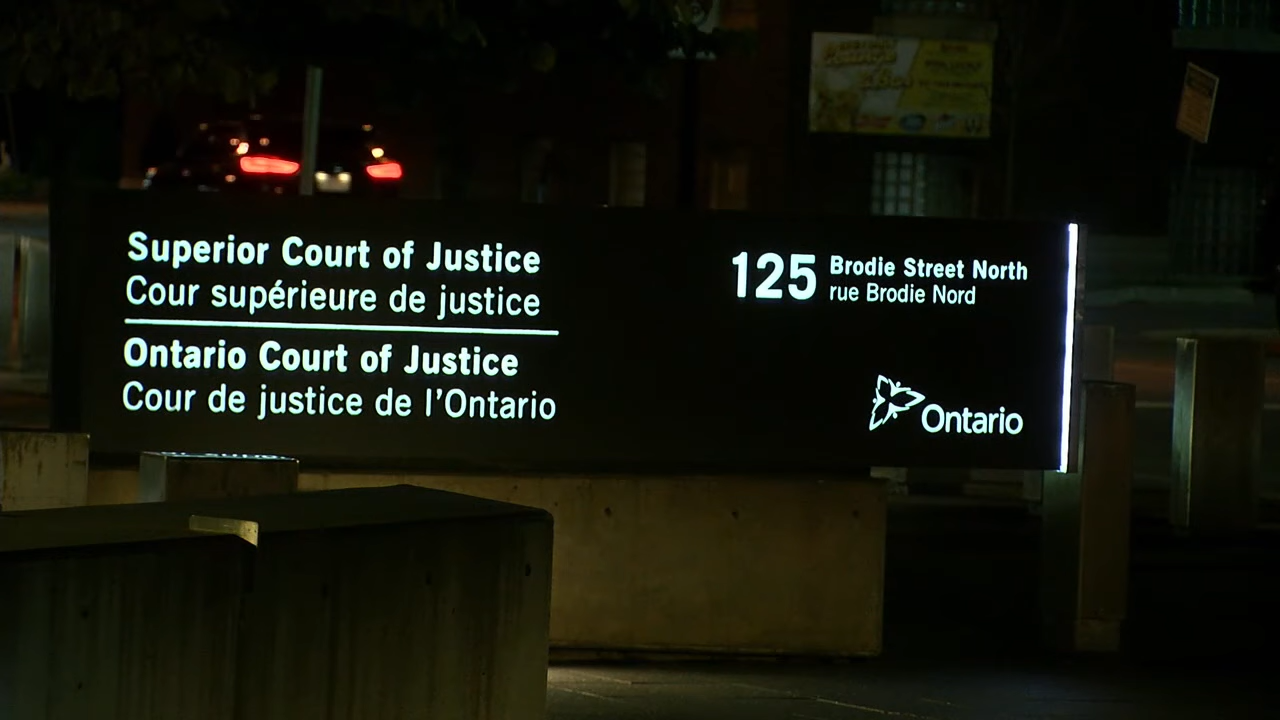 Superior Court of Justice
Cour supérieure de justice
Ontario Court of Justice
Cour de justice de l'Ontario
125 Brodie Street North
rue Brodie Nord
Ontario